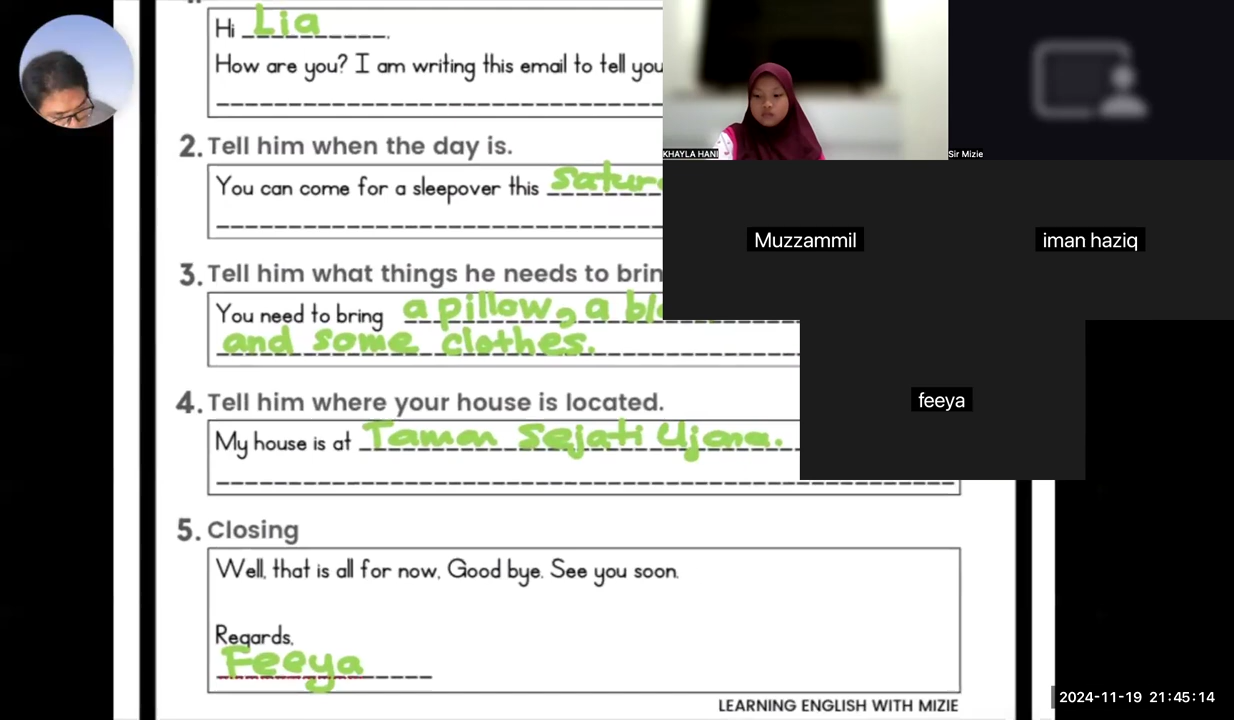 Hi Lia.
How are you? I am writing this email to tell you
2. Tell him when the day is.
You can come for a sleepover this
3. Tell him what things he needs to
You need to bring a pillow, a
and some clothes.
4. Tell him where your house is located.
My house is at Taman Sejati Ujana.
5. Closing
Well, that is all for now, Good bye. See you soon.
Regards,
Feeya
LEARNING ENGLISH WITH MIZIE
KHAYLA HANI
Sir Mizie
Muzzammil
iman haziq
feeya
2024-11-19 21:45:14